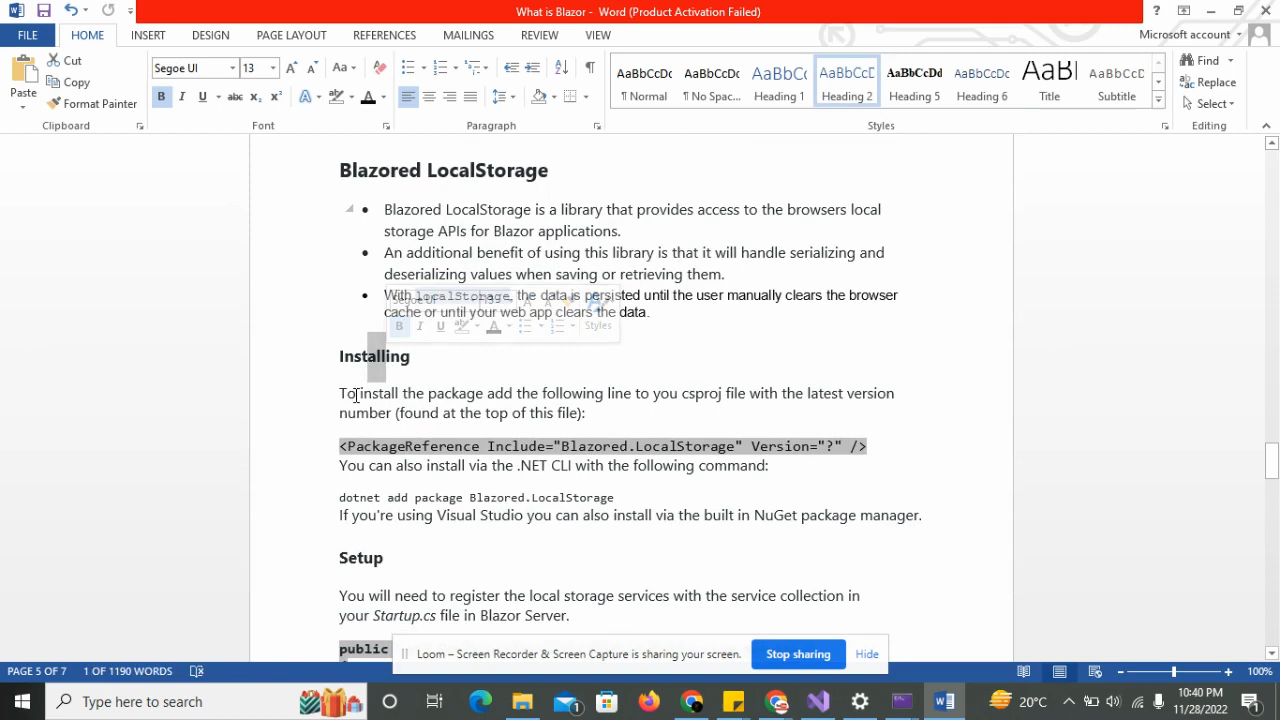 What is Blazor - Word (Product Activation Failed)
FILE HOME INSERT DESIGN PAGE LAYOUT REFERENCES MAILINGS REVIEW VIEW Microsoft account
Paste
Cut
Copy
Format Painter
Clipboard
Segoe UI 13
Font
Paragraph
AaBbCcDc AaBbCcDc AaBbC AaBbCcD AaBbCcDd AaBbCcDc AaB AaBbCcDc
¶ Normal ¶ No Spac... Heading 1 Heading 2 Heading 5 Heading 6 Title Subtitle
Styles
Find
Replace
Select
Editing
Blazored LocalStorage
Blazored LocalStorage is a library that provides access to the browsers local
storage APIs for Blazor applications.
An additional benefit of using this library is that it will handle serializing and
deserializing values when saving or retrieving them.
With localStorage, the data is persisted until the user manually clears the browser
cache or until your web app clears the data.
Styles
Installing
To install the package add the following line to you csproj file with the latest version
number (found at the top of this file):
<PackageReference Include="Blazored.LocalStorage" Version="?" />
You can also install via the .NET CLI with the following command:
dotnet add package Blazored.LocalStorage
If you're using Visual Studio you can also install via the built in NuGet package manager.
Setup
You will need to register the local storage services with the service collection in
your Startup.cs file in Blazor Server.
public
Loom – Screen Recorder & Screen Capture is sharing your screen. Stop sharing Hide
PAGE 5 OF 7 1 OF 1190 WORDS 100%
Type here to search
20°C
10:40 PM
11/28/2022